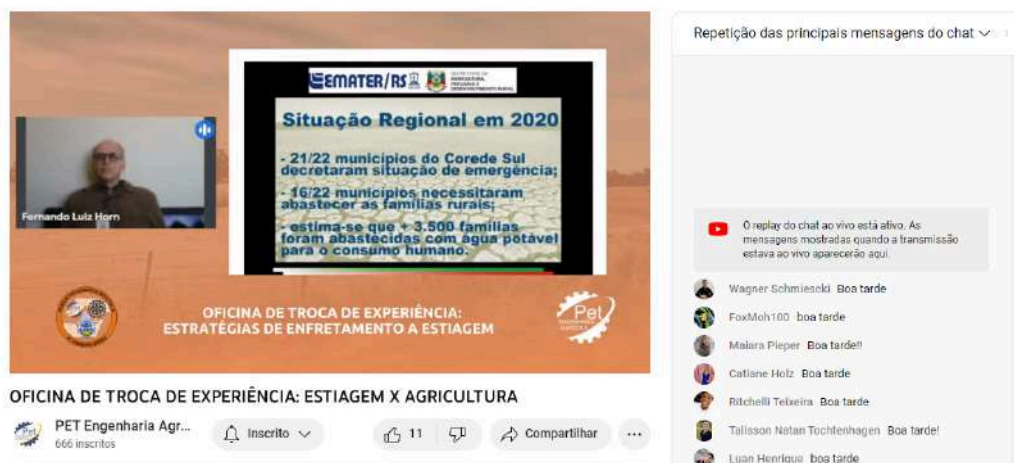 EMATER/RS
Situação Regional em 2020
- 21/22 municípios do Corede Sul
decretaram situação de emergência;
- 16/22 municípios necessitaram
abastecer as famílias rurais;
- estima-se que + 3.500 famílias
foram abastecidas com água potável
para o consumo humano.
Fernando Luiz Horn
OFICINA DE TROCA DE EXPERIÊNCIA:
ESTRATÉGIAS DE ENFRETAMENTO A ESTIAGEM
Pet
OFICINA DE TROCA DE EXPERIÊNCIA: ESTIAGEM X AGRICULTURA
PET Engenharia Agr...
666 inscritos
Inscrito
11
Compartilhar
Repetição das principais mensagens do chat
O replay do chat ao vivo está ativo. As
mensagens mostradas quando a transmissão
estava ao vivo aparecerão aqui.
Wagner Schmiescki Boa tarde
FoxMoh100 boa tarde
Maiara Pieper Boa tarde!!
Catiane Holz Boa tarde
Ritchelli Teixeira Boa tarde
Talisson Natan Tochtenhagen Boa tarde!
Luan Henrique boa tarde